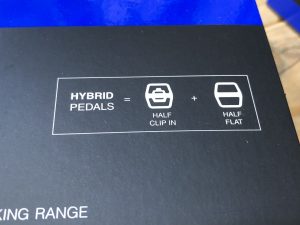 HYBRID
PEDALS
=
HALF
CLIP IN
+
HALF
FLAT
KING RANGE